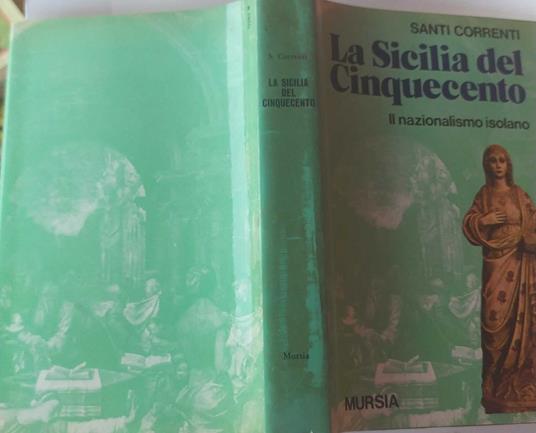 SANTI CORRENTI
La Sicilia del
Cinquecento
Il nazionalismo isolano
MURSIA
S. Correnti
LA SICILIA
DEL
CINQUECENTO
Mursia